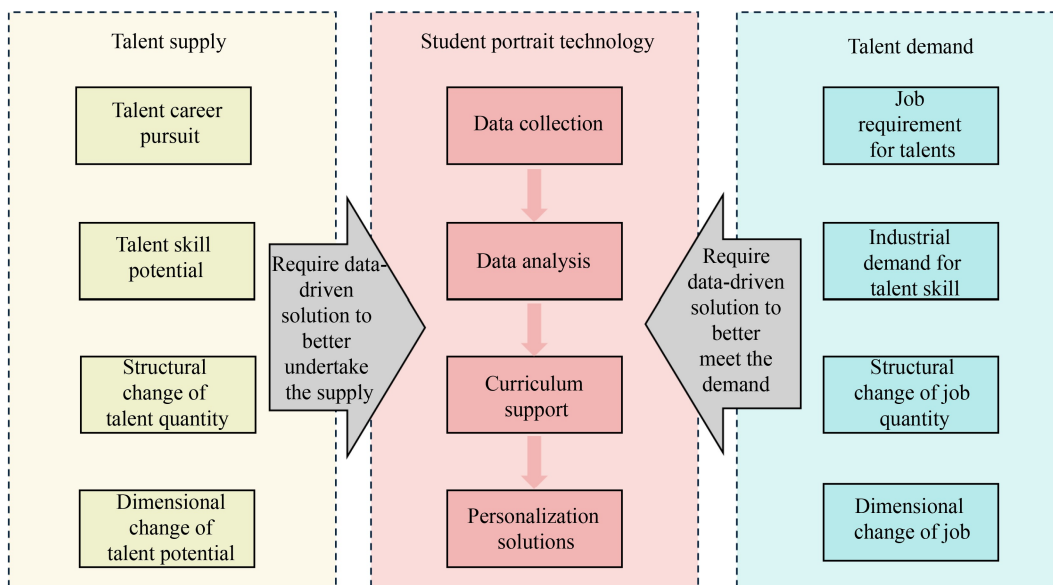 Talent supply
Talent career
pursuit
Talent skill
potential
Structural
change of
talent quantity
Dimensional
change of
talent potential
Require data-
driven
solution to
better
undertake
the supply
Student portrait technology
Data collection
Data analysis
Curriculum
support
Personalization
solutions
Require
data-driven
solution to
better
meet the
demand
Talent demand
Job
requirement
for talents
Industrial
demand for
talent skill
Structural
change of job
quantity
Dimensional
change of job